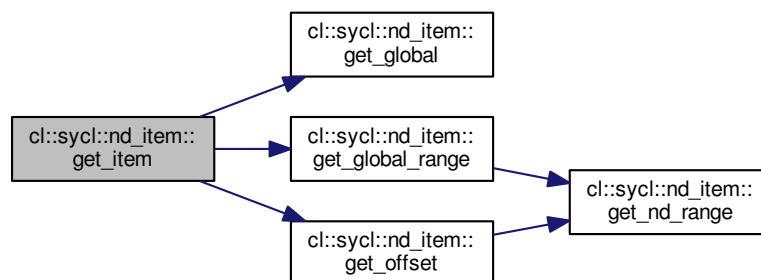 cl::sycl::nd_item::
get_global
cl::sycl::nd_item::
get_item
cl::sycl::nd_item::
get_global_range
cl::sycl::nd_item::
get_nd_range
cl::sycl::nd_item::
get_offset